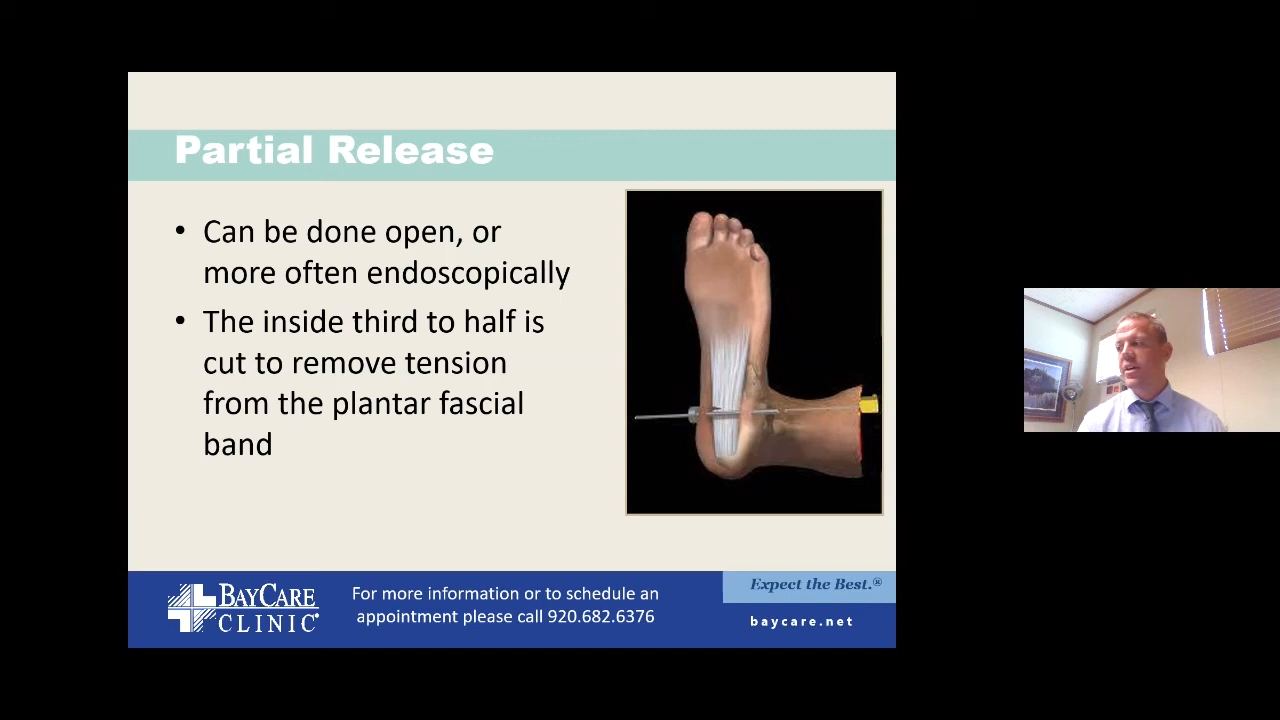 Partial Release
• Can be done open, or
more often endoscopically
• The inside third to half is
cut to remove tension
from the plantar fascial
band
BAYCARE
CLINIC®
For more information or to schedule an
appointment please call 920.682.6376
Expect the Best.®
baycare.net